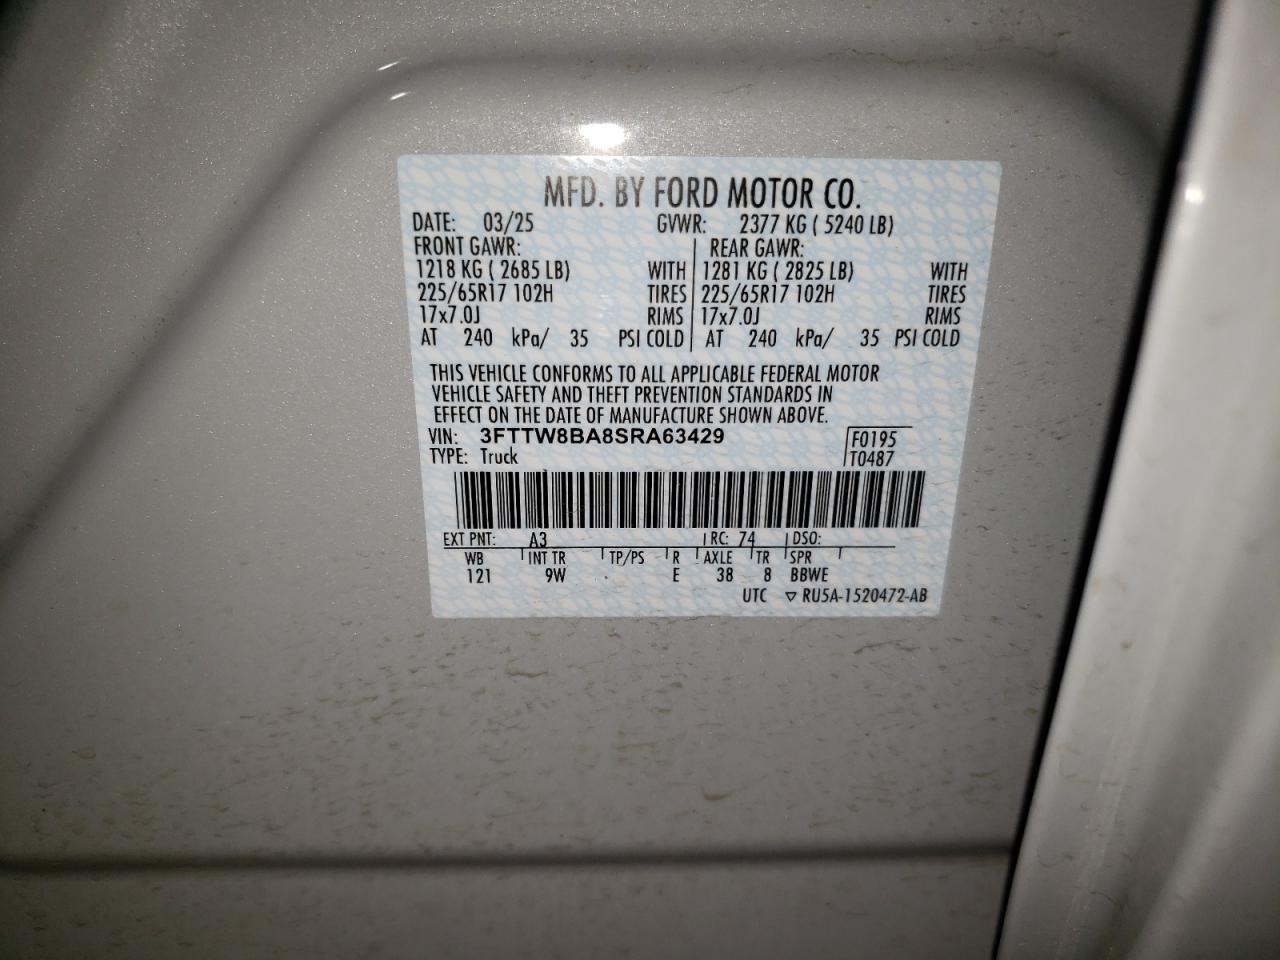 MFD. BY FORD MOTOR CO.
DATE: 03/25 GVWR: 2377 KG ( 5240 LB)
FRONT GAWR: REAR GAWR:
1218 KG ( 2685 LB) WITH 1281 KG ( 2825 LB) WITH
225/65R17 102H TIRES 225/65R17 102H TIRES
17x7.0J RIMS 17x7.0J RIMS
AT 240 kPa/ 35 PSI COLD AT 240 kPa/ 35 PSI COLD
THIS VEHICLE CONFORMS TO ALL APPLICABLE FEDERAL MOTOR
VEHICLE SAFETY AND THEFT PREVENTION STANDARDS IN
EFFECT ON THE DATE OF MANUFACTURE SHOWN ABOVE.
VIN: 3FTTW8BA8SRA63429 F0195
TYPE: Truck T0487
EXT PNT: A3 RC: 74 DSO:
WB INT TR TP/PS R AXLE TR SPR
121 9W E 38 8 BBWE
UTC ▽ RU5A-1520472-AB